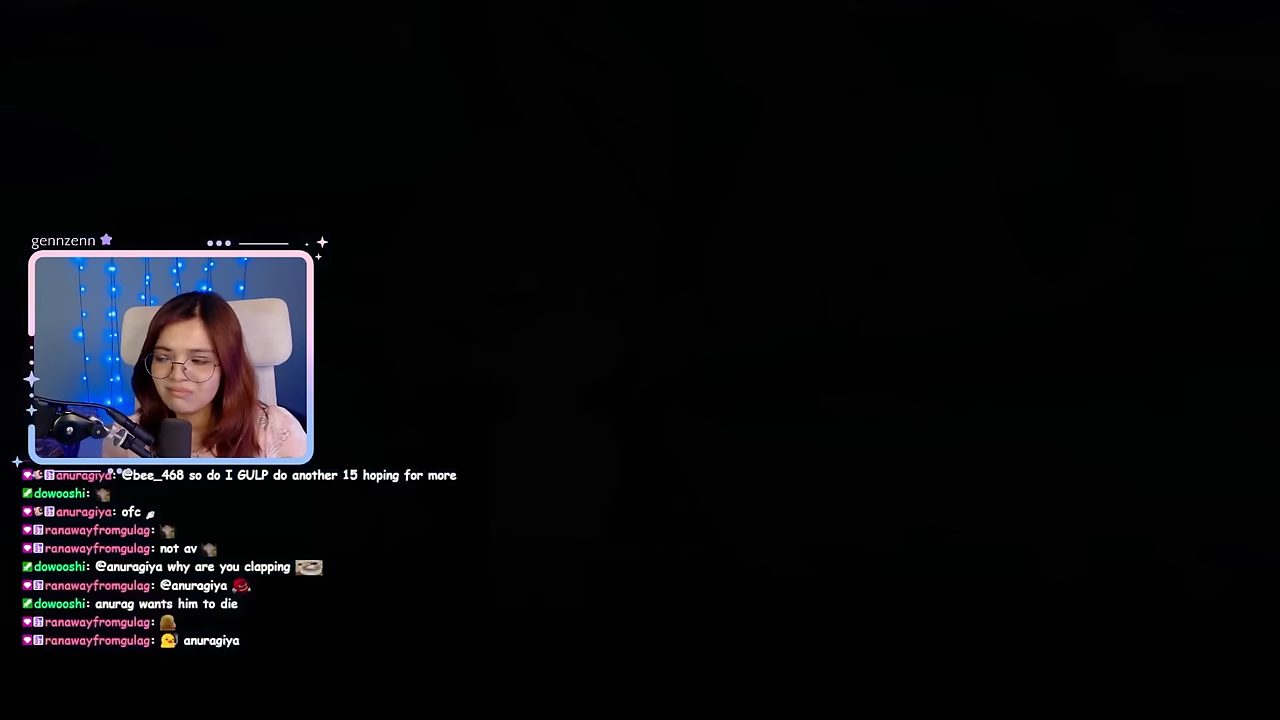 gennzenn
anuragiya: @bee_468 so do I GULP do another 15 hoping for more
dowooshi:
anuragiya: ofc
ranawayfromgulag:
ranawayfromgulag: not av
dowooshi: @anuragiya why are you clapping
ranawayfromgulag: @anuragiya
dowooshi: anurag wants him to die
ranawayfromgulag:
ranawayfromgulag: anuragiya